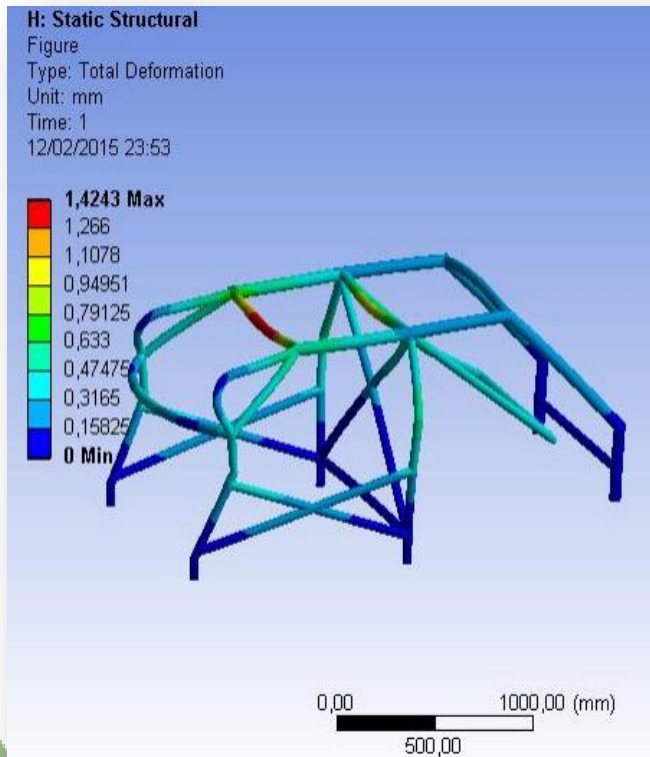 H: Static Structural
Figure
Type: Total Deformation
Unit: mm
Time: 1
12/02/2015 23:53
1,4243 Max
1,266
1,1078
0,94951
0,79125
0,633
0,47475
0,3165
0,15825
0 Min
0,00 1000,00 (mm)
500,00